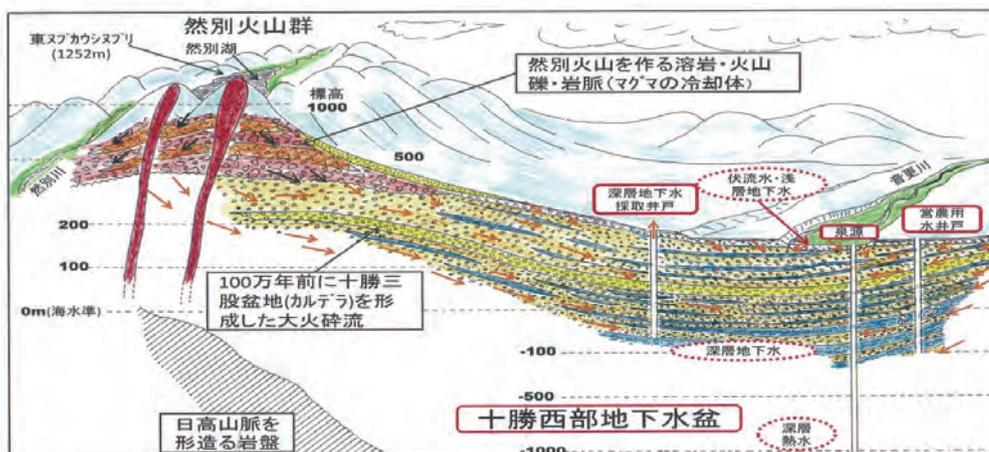 然別火山群
東ヌプカウシヌプリ
(1252m)
然別湖
標高
1000
然別火山を作る溶岩・火山
礫・岩脈(マグマの冷却体)
500
然別川
深層地下水
採取井戸
伏流水・浅
層地下水
音更川
泉源
営農用
水井戸
200
100
0m(海水準)
100万年前に十勝三
股盆地(カルデラ)を形
成した大火砕流
-100
深層地下水
-500
日高山脈を
形造る岩盤
十勝西部地下水盆
深層
熱水
-1000